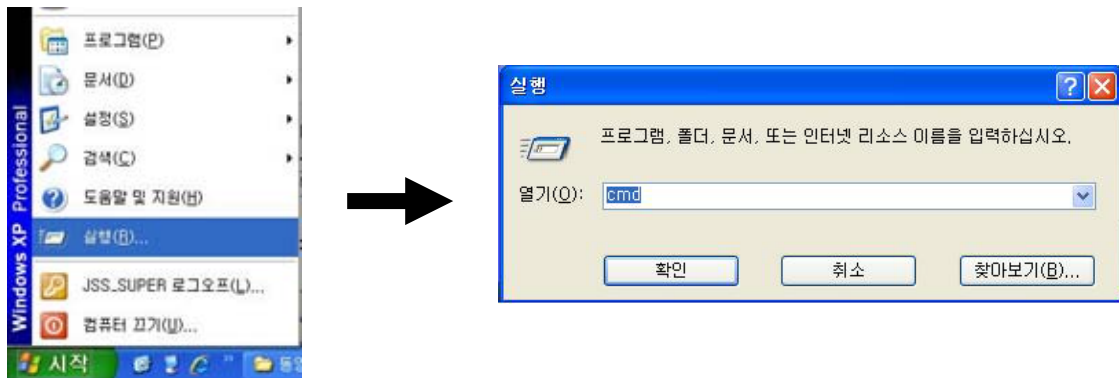 프로그램(P)
문서(D)
설정(S)
검색(C)
도움말 및 지원(H)
실행(R)...
JSS_SUPER 로그오프(L)...
컴퓨터 끄기(U)...
Windows XP Professional
시작
실행
프로그램, 폴더, 문서, 또는 인터넷 리소스 이름을 입력하십시오.
열기(O): cmd
확인 취소 찾아보기(B)...